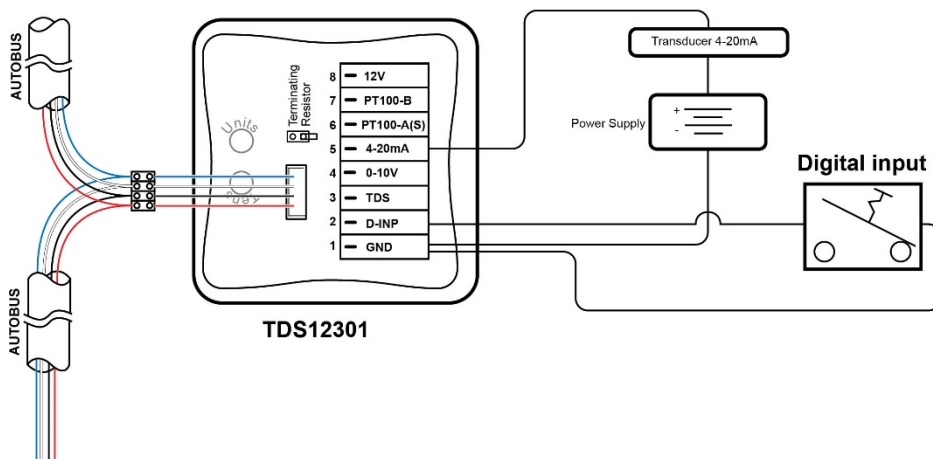 AUTOBUS
Terminating
Resistor
Units
Tens
8 12V
7 PT100-B
6 PT100-A(S)
5 4-20mA
4 0-10V
3 TDS
2 D-INP
1 GND
Transducer 4-20mA
Power Supply
+
-
Digital input
AUTOBUS
TDS12301